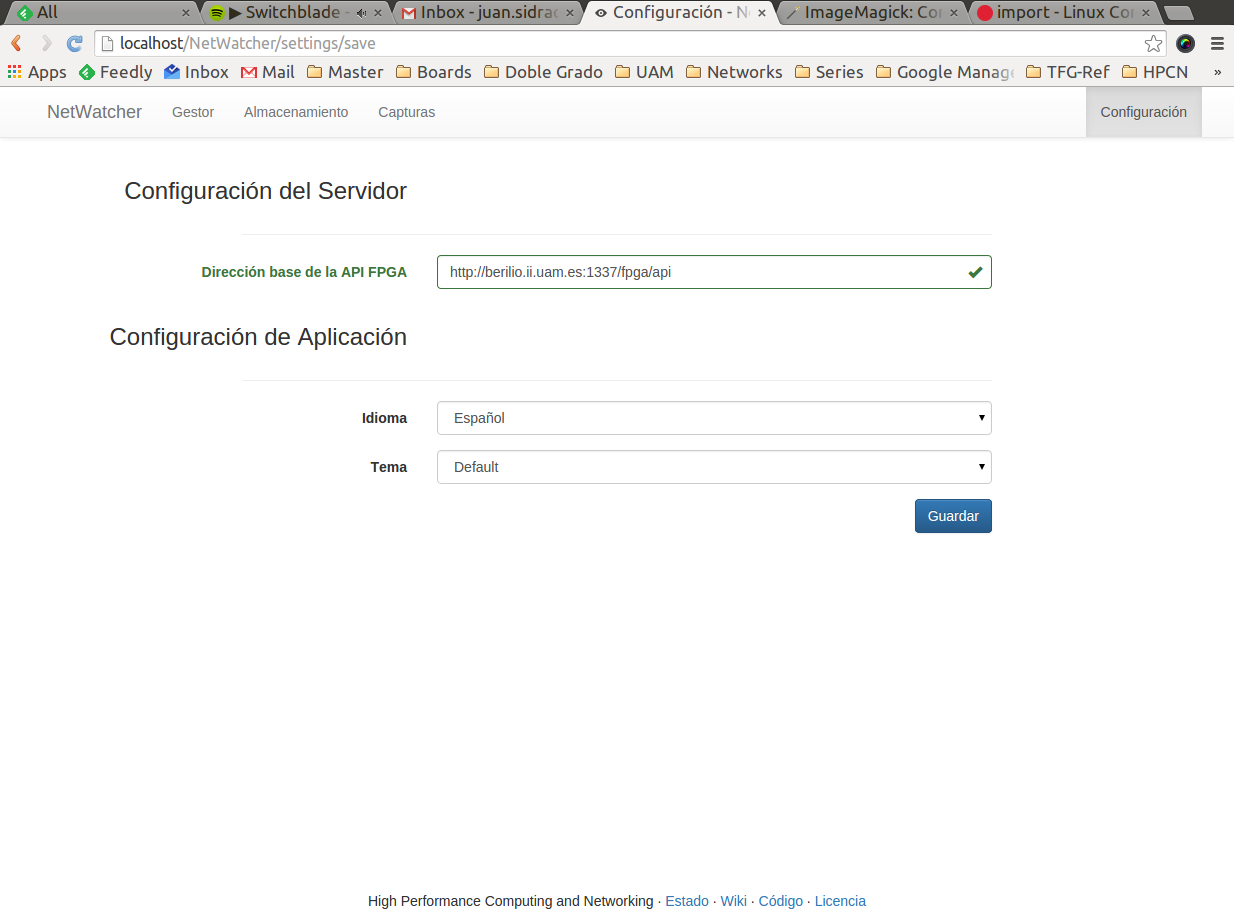 All
▶ Switchblade -
Inbox - juan.sidrac
Configuración - N
ImageMagick: Co
import - Linux Co
localhost/NetWatcher/settings/save
Apps Feedly Inbox Mail Master Boards Doble Grado UAM Networks Series Google Manag TFG-Ref HPCN »
NetWatcher Gestor Almacenamiento Capturas Configuración
Configuración del Servidor
Dirección base de la API FPGA http://berilio.ii.uam.es:1337/fpga/api
Configuración de Aplicación
Idioma Español
Tema Default
Guardar
High Performance Computing and Networking · Estado · Wiki · Código · Licencia